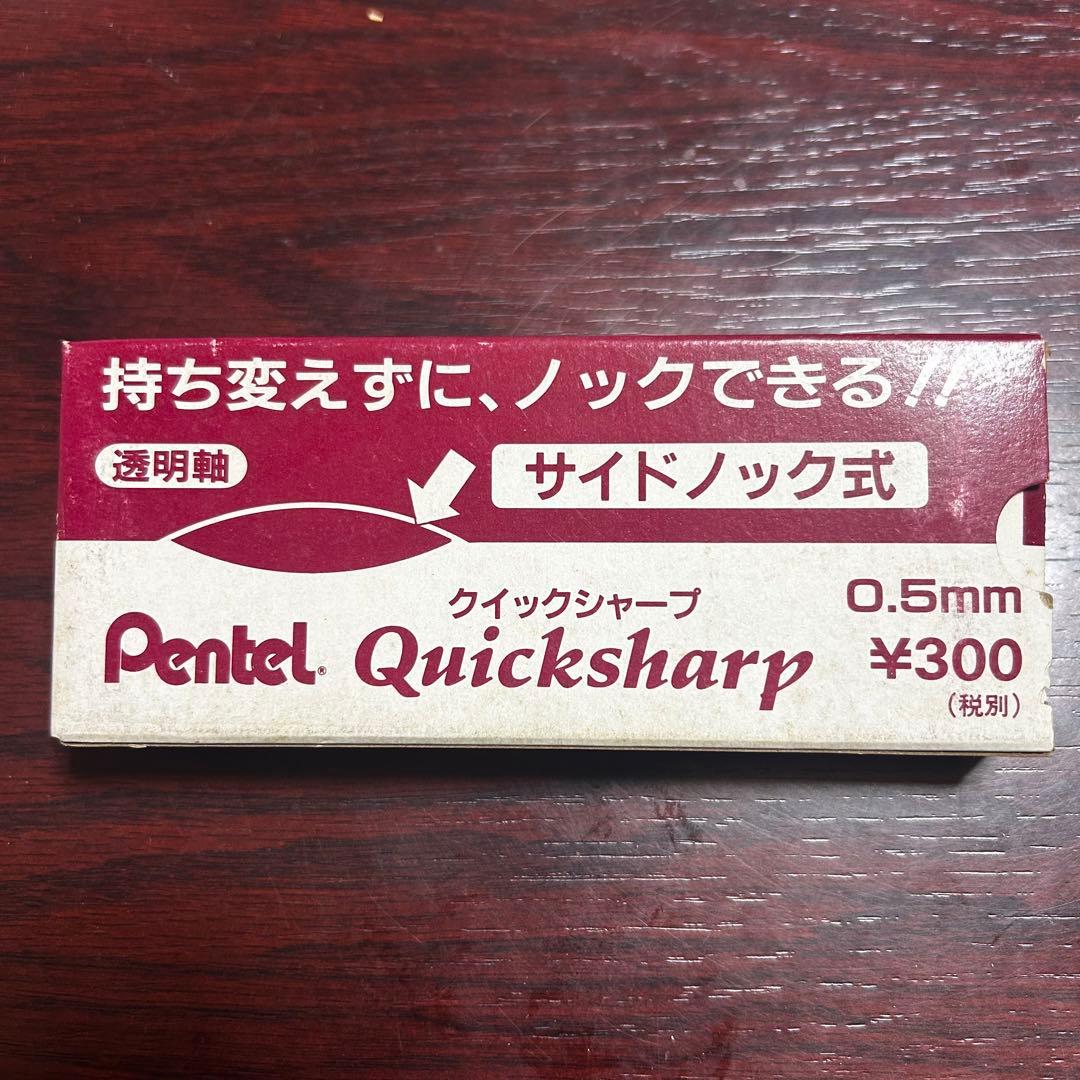 持ち変えずに、ノックできる!!
透明軸
サイドノック式
クイックシャープ
0.5mm
Pentel® Quicksharp
¥300
(税別)